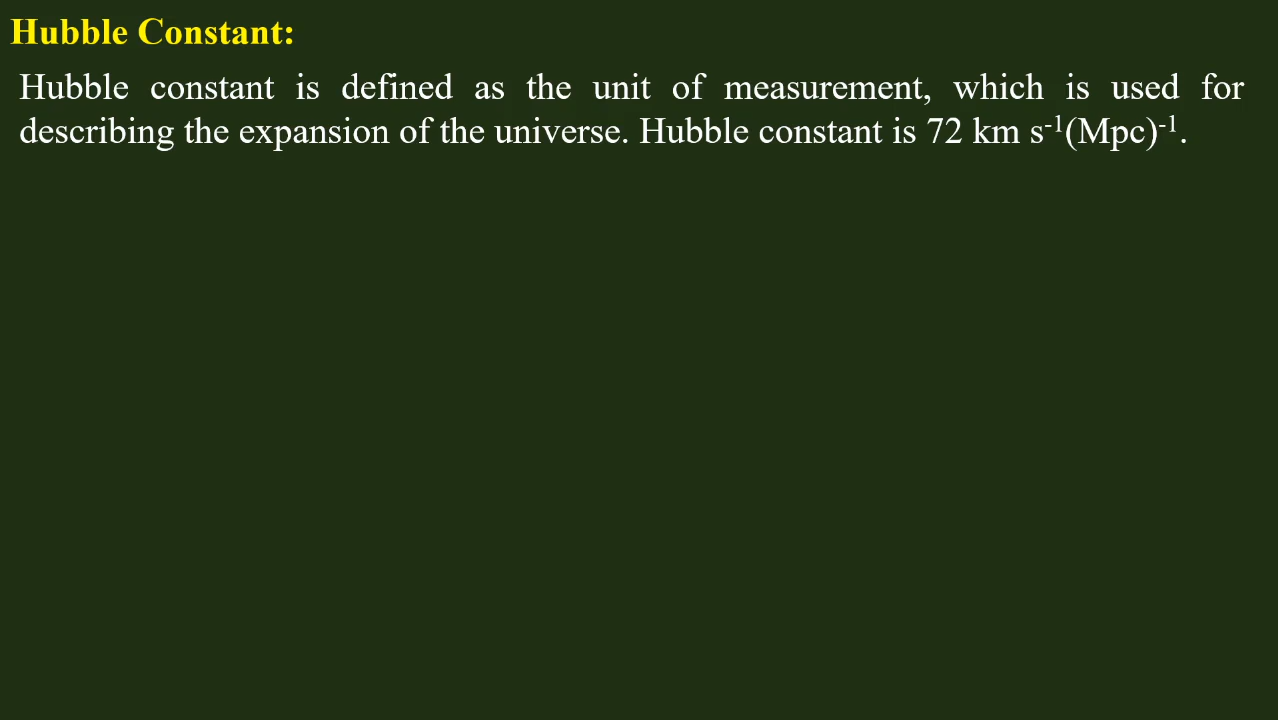 Hubble Constant:
Hubble constant is defined as the unit of measurement, which is used for
describing the expansion of the universe. Hubble constant is 72 km s⁻¹(Mpc)⁻¹.